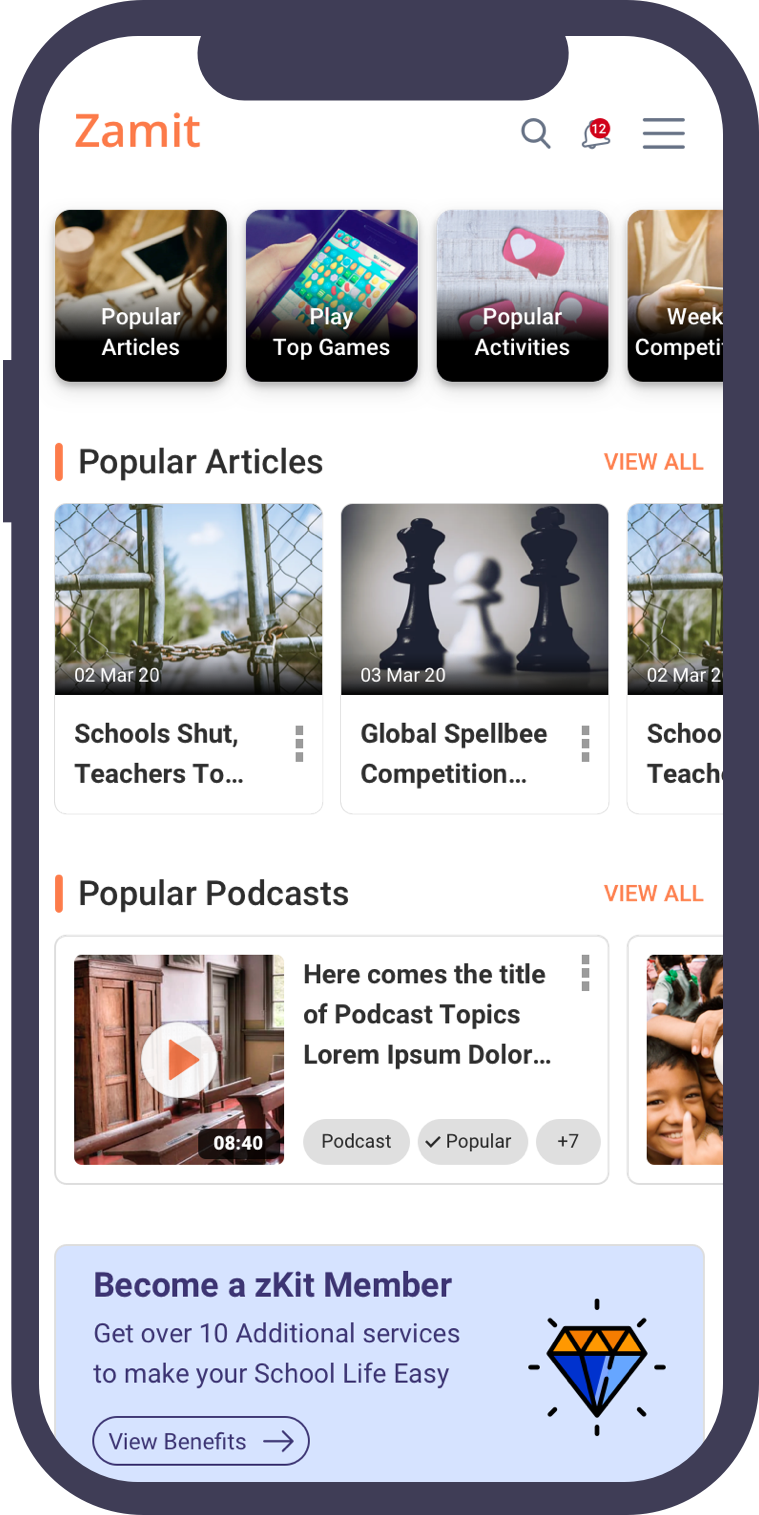 Zamit
12
Popular
Articles
Play
Top Games
Popular
Activities
Week
Competi
Popular Articles
VIEW ALL
02 Mar 20
Schools Shut,
Teachers To...
03 Mar 20
Global Spellbee
Competition...
02 Mar 2
Schoo
Teach
Popular Podcasts
VIEW ALL
08:40
Here comes the title
of Podcast Topics
Lorem Ipsum Dolor...
Podcast
Popular
+7
Become a zKit Member
Get over 10 Additional services
to make your School Life Easy
View Benefits